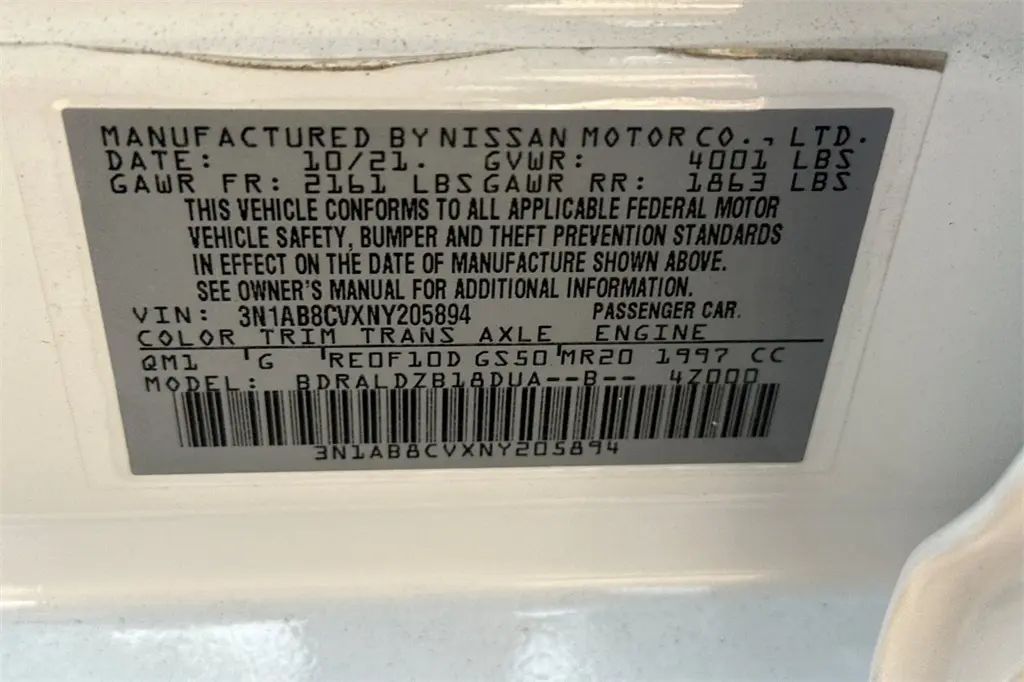 MANUFACTURED BY NISSAN MOTOR CO., LTD.
DATE: 10/21. GVWR: 4001 LBS
GAWR FR: 2161 LBS GAWR RR: 1863 LBS
THIS VEHICLE CONFORMS TO ALL APPLICABLE FEDERAL MOTOR
VEHICLE SAFETY, BUMPER AND THEFT PREVENTION STANDARDS
IN EFFECT ON THE DATE OF MANUFACTURE SHOWN ABOVE.
SEE OWNER'S MANUAL FOR ADDITIONAL INFORMATION.
VIN: 3N1AB8CVXNY205894 PASSENGER CAR.
COLOR TRIM TRANS AXLE ENGINE
QM1 'G 'RE0F10D GS50'MR20 1997 CC
MODEL: BDRALDZB18DUA--B-- 4Z000
3N1AB8CVXNY205894